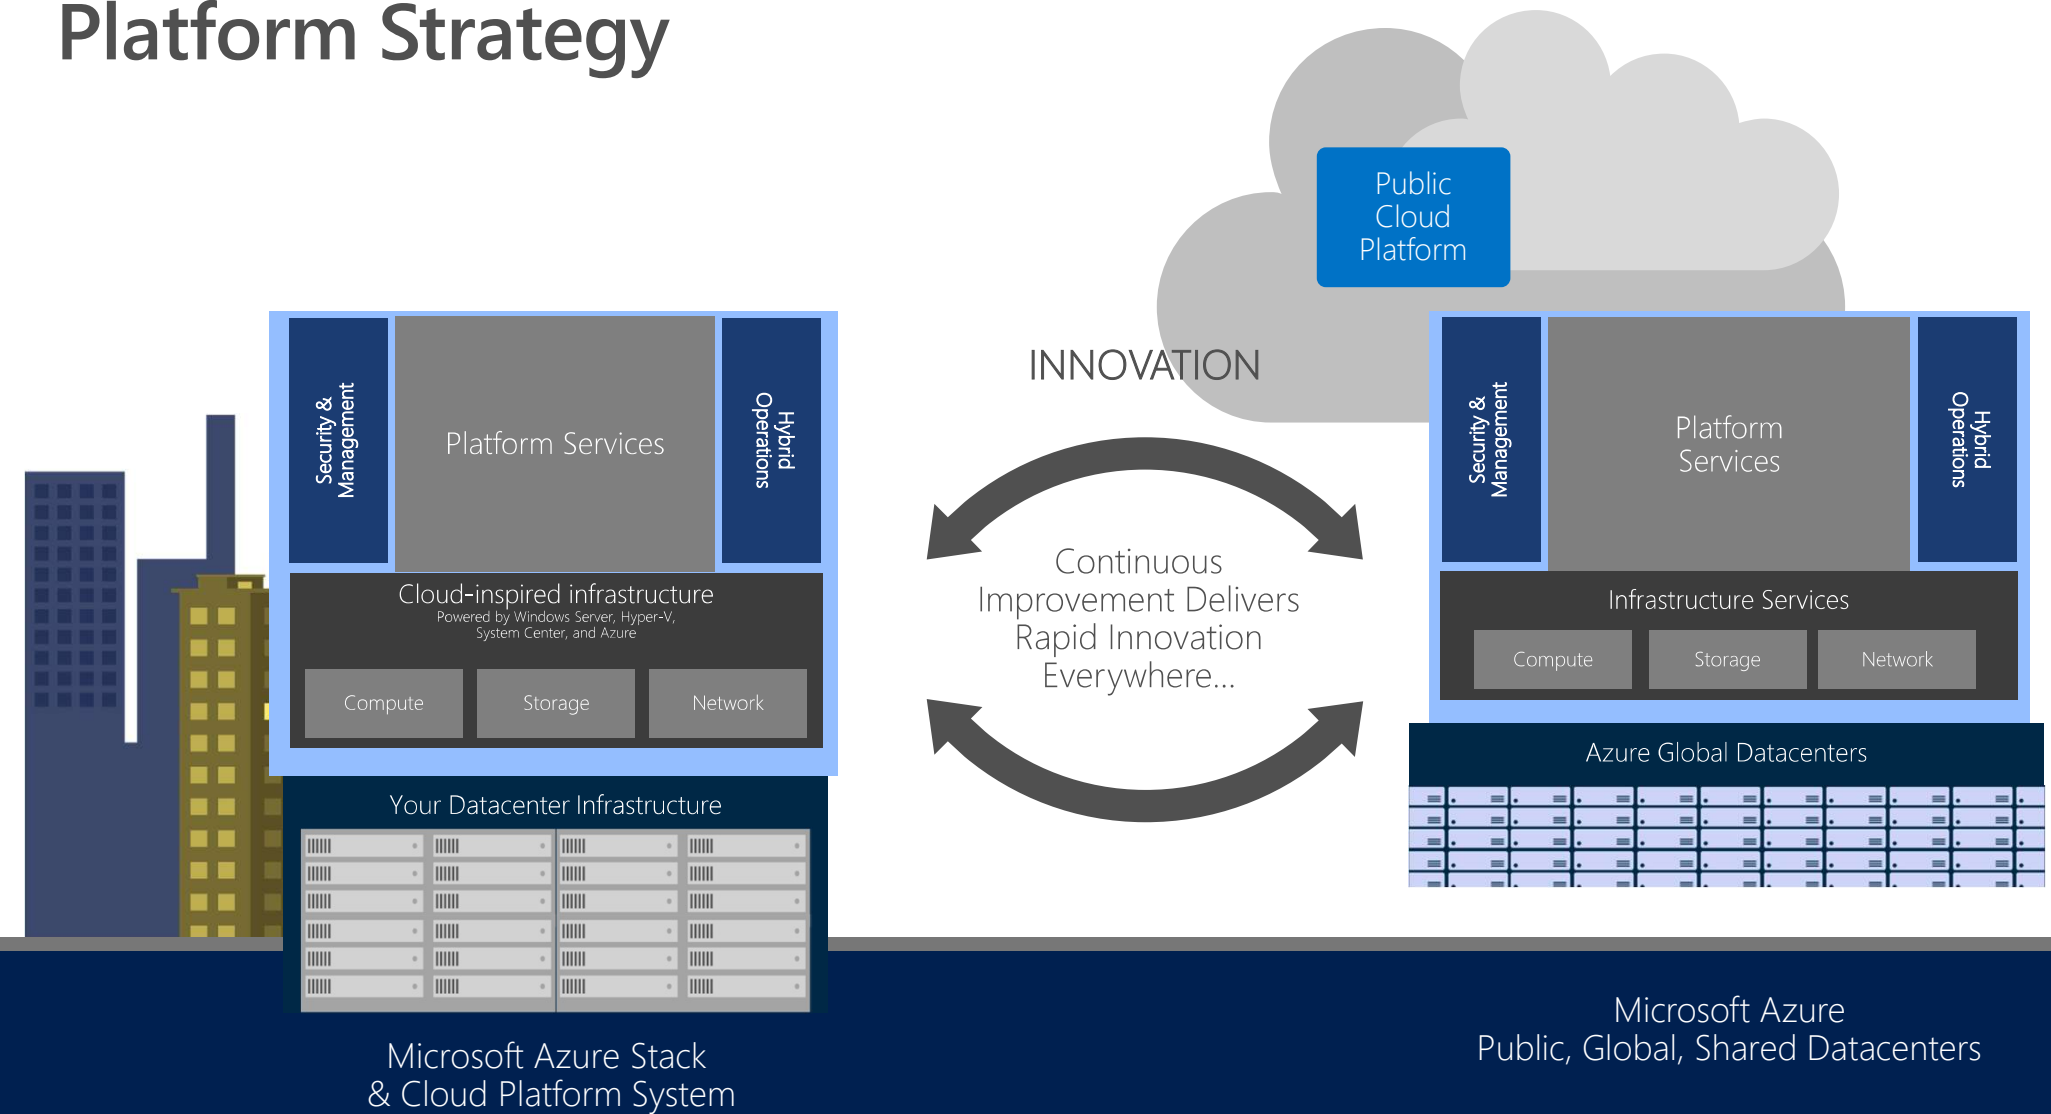 Platform Strategy
Public
Cloud
Platform
Security &
Management
Platform Services
Hybrid
Operations
Cloud-inspired infrastructure
Powered by Windows Server, Hyper-V,
System Center, and Azure
Compute
Storage
Network
Your Datacenter Infrastructure
Microsoft Azure Stack
& Cloud Platform System
INNOVATION
Continuous
Improvement Delivers
Rapid Innovation
Everywhere...
Security &
Management
Platform
Services
Hybrid
Operations
Infrastructure Services
Compute
Storage
Network
Azure Global Datacenters
Microsoft Azure
Public, Global, Shared Datacenters